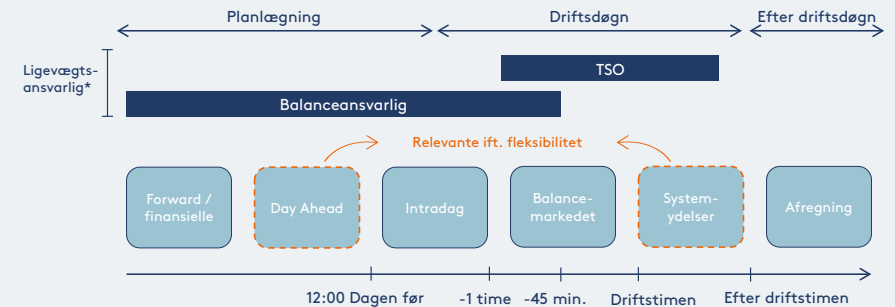 Planlægning
Driftsdøgn
Efter driftsdøgn
Ligevægts-
ansvarlig*
TSO
Balanceansvarlig
Relevante ift. fleksibilitet
Forward /
finansielle
Day Ahead
Intradag
Balance-
markedet
System-
ydelser
Afregning
12:00 Dagen før
-1 time
-45 min.
Driftstimen
Efter driftstimen